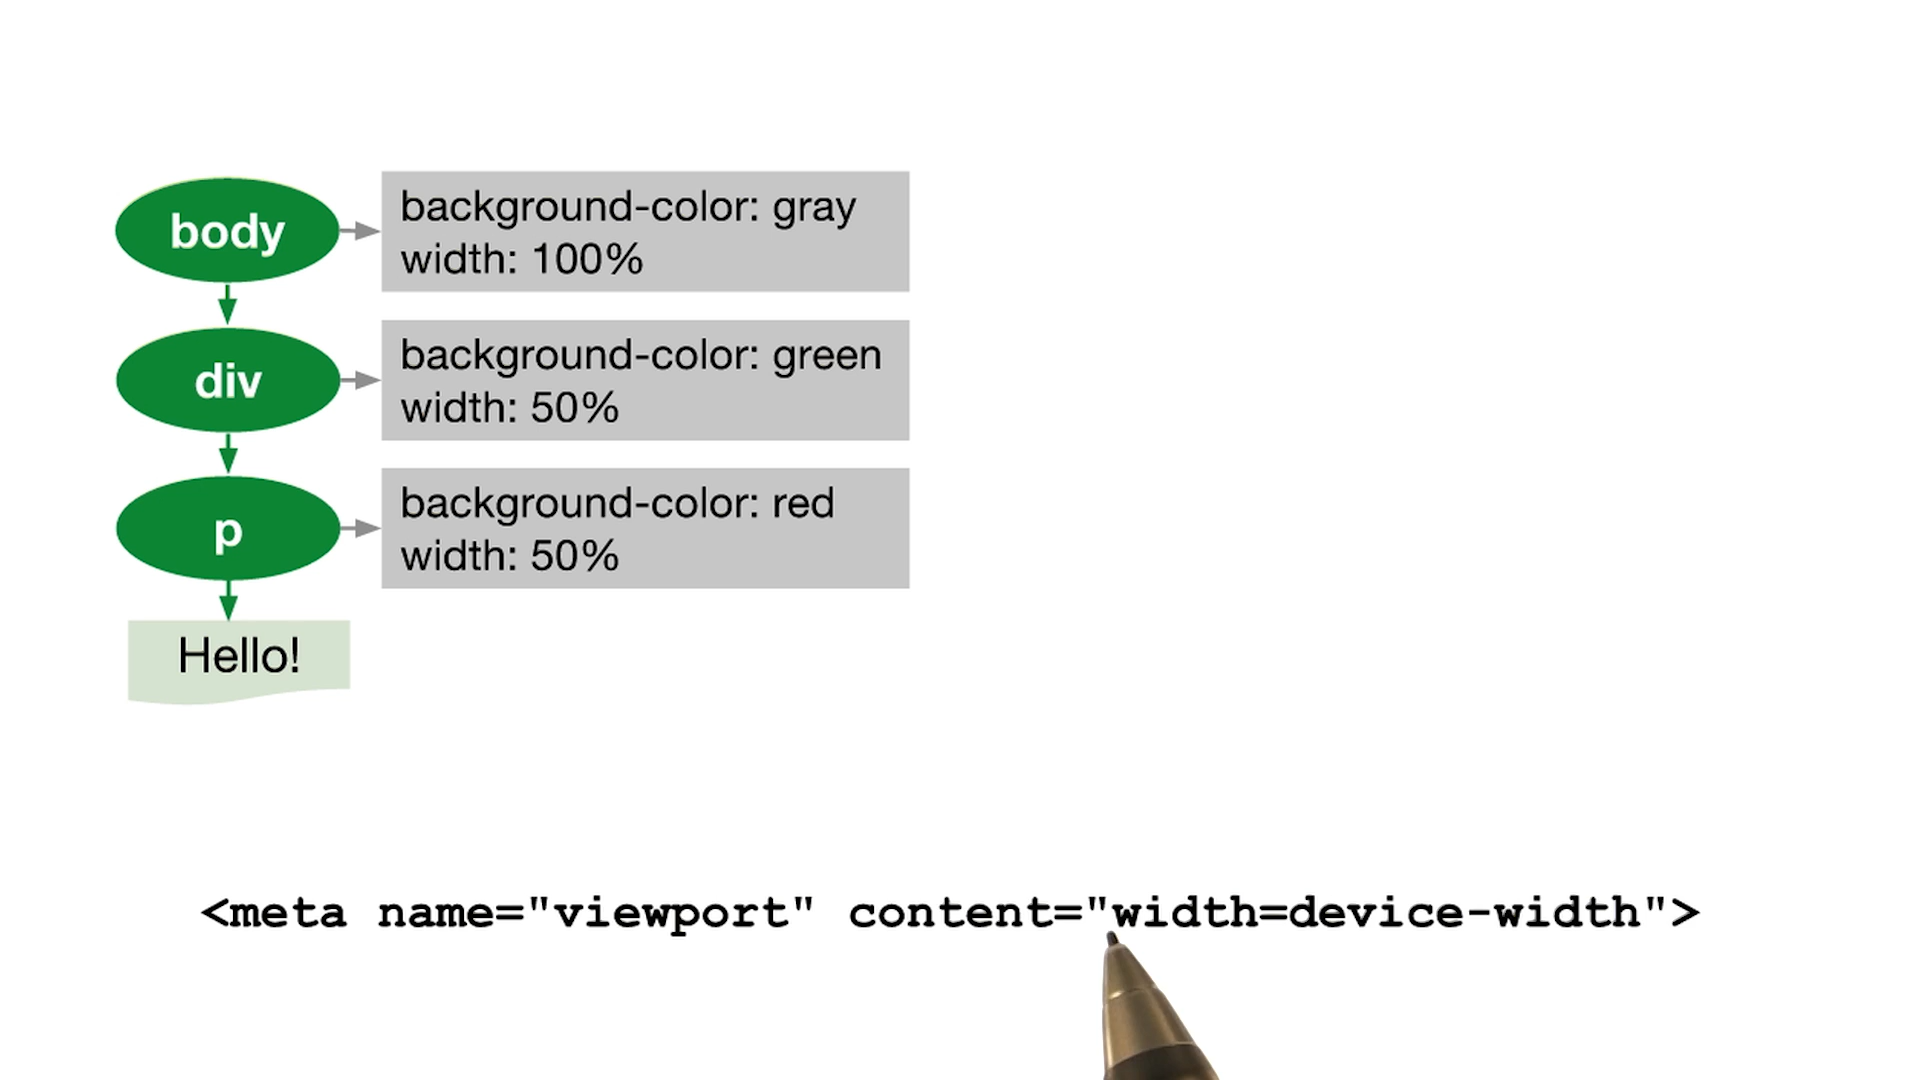 body
background-color: gray
width: 100%
div
background-color: green
width: 50%
p
background-color: red
width: 50%
Hello!
<meta name="viewport" content="width=device-width">